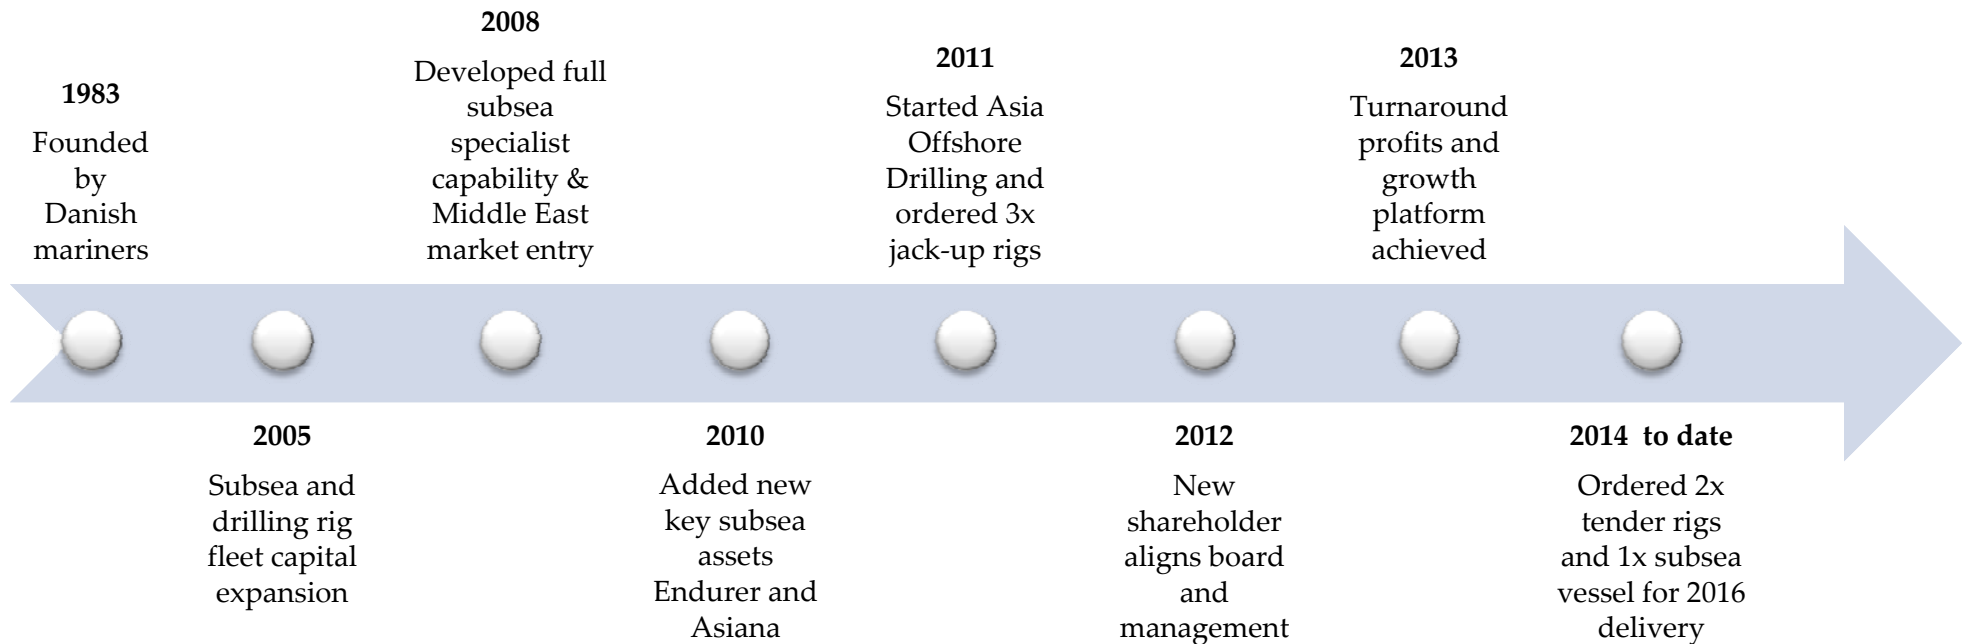 1983
Founded
by
Danish
mariners
2005
Subsea and
drilling rig
fleet capital
expansion
2008
Developed full
subsea
specialist
capability &
Middle East
market entry
2010
Added new
key subsea
assets
Endurer and
Asiana
2011
Started Asia
Offshore
Drilling and
ordered 3x
jack-up rigs
2012
New
shareholder
aligns board
and
management
2013
Turnaround
profits and
growth
platform
achieved
2014 to date
Ordered 2x
tender rigs
and 1x subsea
vessel for 2016
delivery